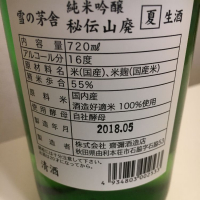 雪の茅舎 純米吟醸 秘伝山廃 夏 生酒
内容量 720ml
アルコール分 16度
原材料名 米(国産)、米麹(国産米)
精米歩合 55%
原料米 国内産
酒造好適米 100%使用
自社酵母
製造年月 2018.05
製造者 株式会社 齋彌酒造店
秋田県由利本荘市石脇字石脇53
清酒